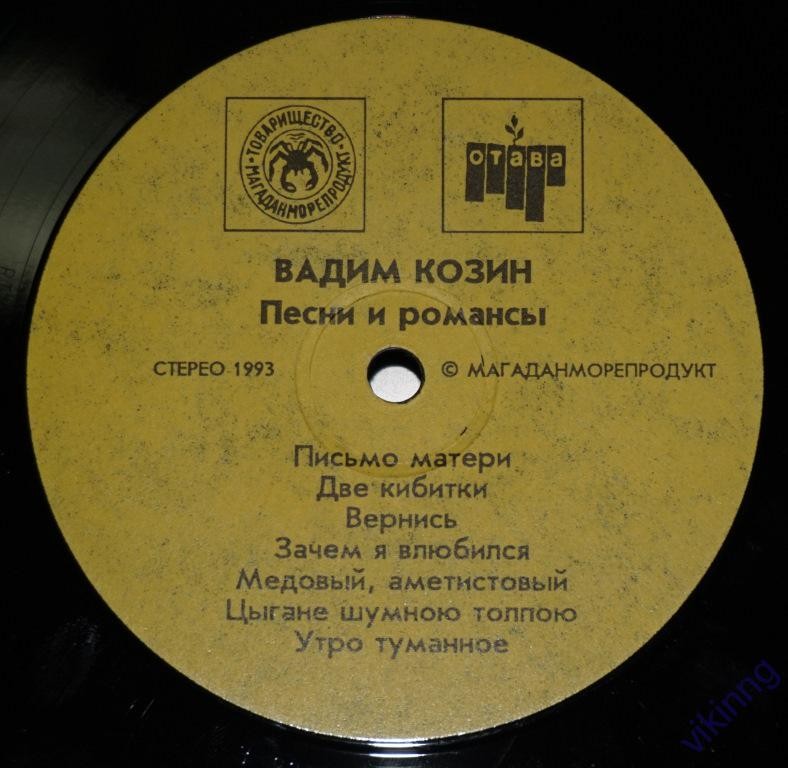 ТОВАРИЩЕСТВО • МАГАДАНМОРЕПРОДУКТ •
ОТАВА
ВАДИМ КОЗИН
Песни и романсы
СТЕРЕО 1993
© МАГАДАНМОРЕПРОДУКТ
Письмо матери
Две кибитки
Вернись
Зачем я влюбился
Медовый, аметистовый
Цыгане шумною толпою
Утро туманное
vikinng